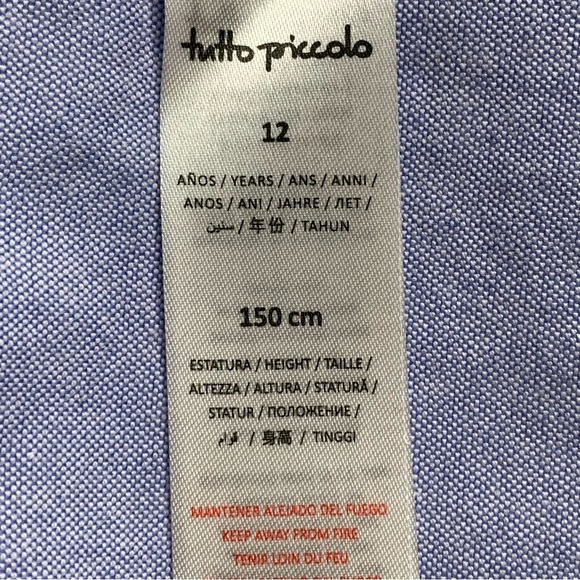 tutto piccolo
12
AÑOS / YEARS / ANS / ANNI /
ANOS / ANI / JAHRE / ЛЕТ /
سنين / 年份 / TAHUN
150 cm
ESTATURA / HEIGHT / TAILLE /
ALTEZZA / ALTURA / STATURĂ /
STATUR / ПОЛОЖЕНИЕ /
قوام / 身高 / TINGGI
MANTENER ALEJADO DEL FUEGO
KEEP AWAY FROM FIRE
TENIR LOIN DU FEU